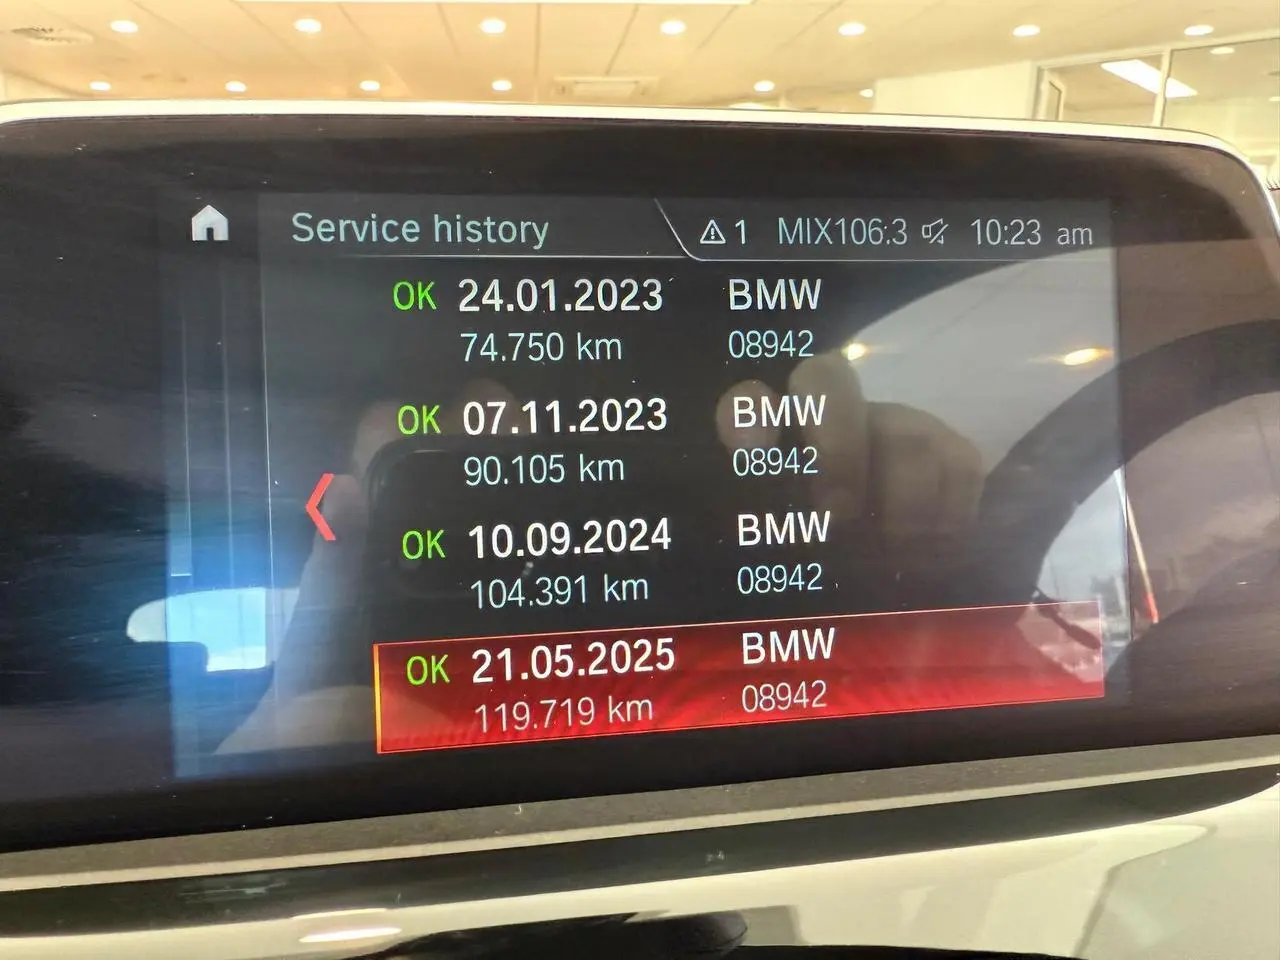 Service history 1 MIX106.3 10:23 am
OK 24.01.2023 BMW
74.750 km 08942
OK 07.11.2023 BMW
90.105 km 08942
OK 10.09.2024 BMW
104.391 km 08942
OK 21.05.2025 BMW
119.719 km 08942